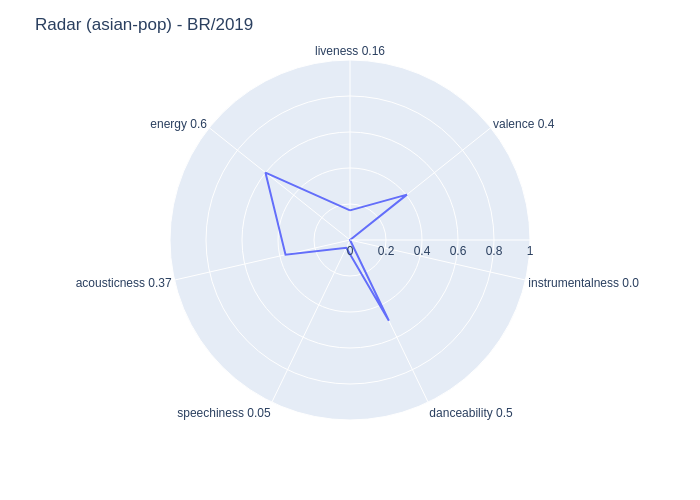 Radar (asian-pop) - BR/2019
liveness 0.16
energy 0.6
valence 0.4
0 0.2 0.4 0.6 0.8 1
acousticness 0.37
instrumentalness 0.0
speechiness 0.05
danceability 0.5